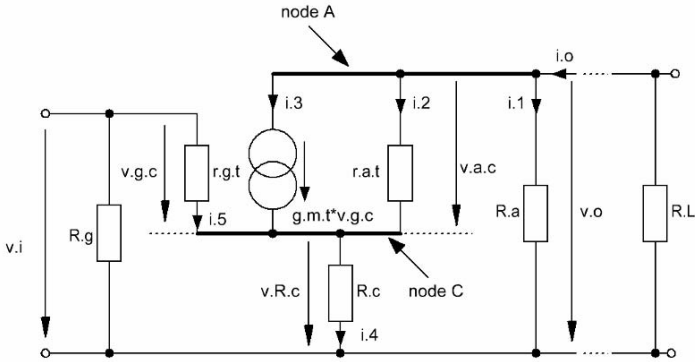 node A
i.o
i.3
i.2
i.1
v.g.c
r.g.t
r.a.t
v.a.c
g.m.t*v.g.c
i.5
R.g
R.a
v.o
R.L
v.i
v.R.c
R.c
node C
i.4